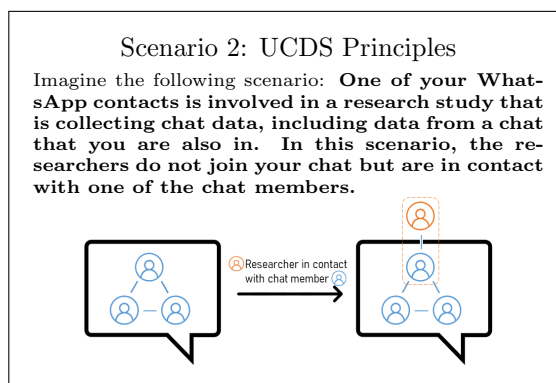 Scenario 2: UCDS Principles
Imagine the following scenario: One of your What-
sApp contacts is involved in a research study that
is collecting chat data, including data from a chat
that you are also in. In this scenario, the re-
searchers do not join your chat but are in contact
with one of the chat members.
Researcher in contact
with chat member